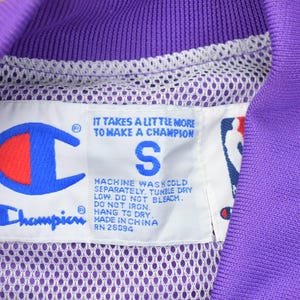 IT TAKES A LITTLE MORE
TO MAKE A CHAMPION
S
MACHINE WASH COLD
SEPARATELY. TUMBLE DRY
LOW. DO NOT BLEACH.
DO NOT IRON.
HANG TO DRY.
MADE IN CHINA
RN 26094
Champion®